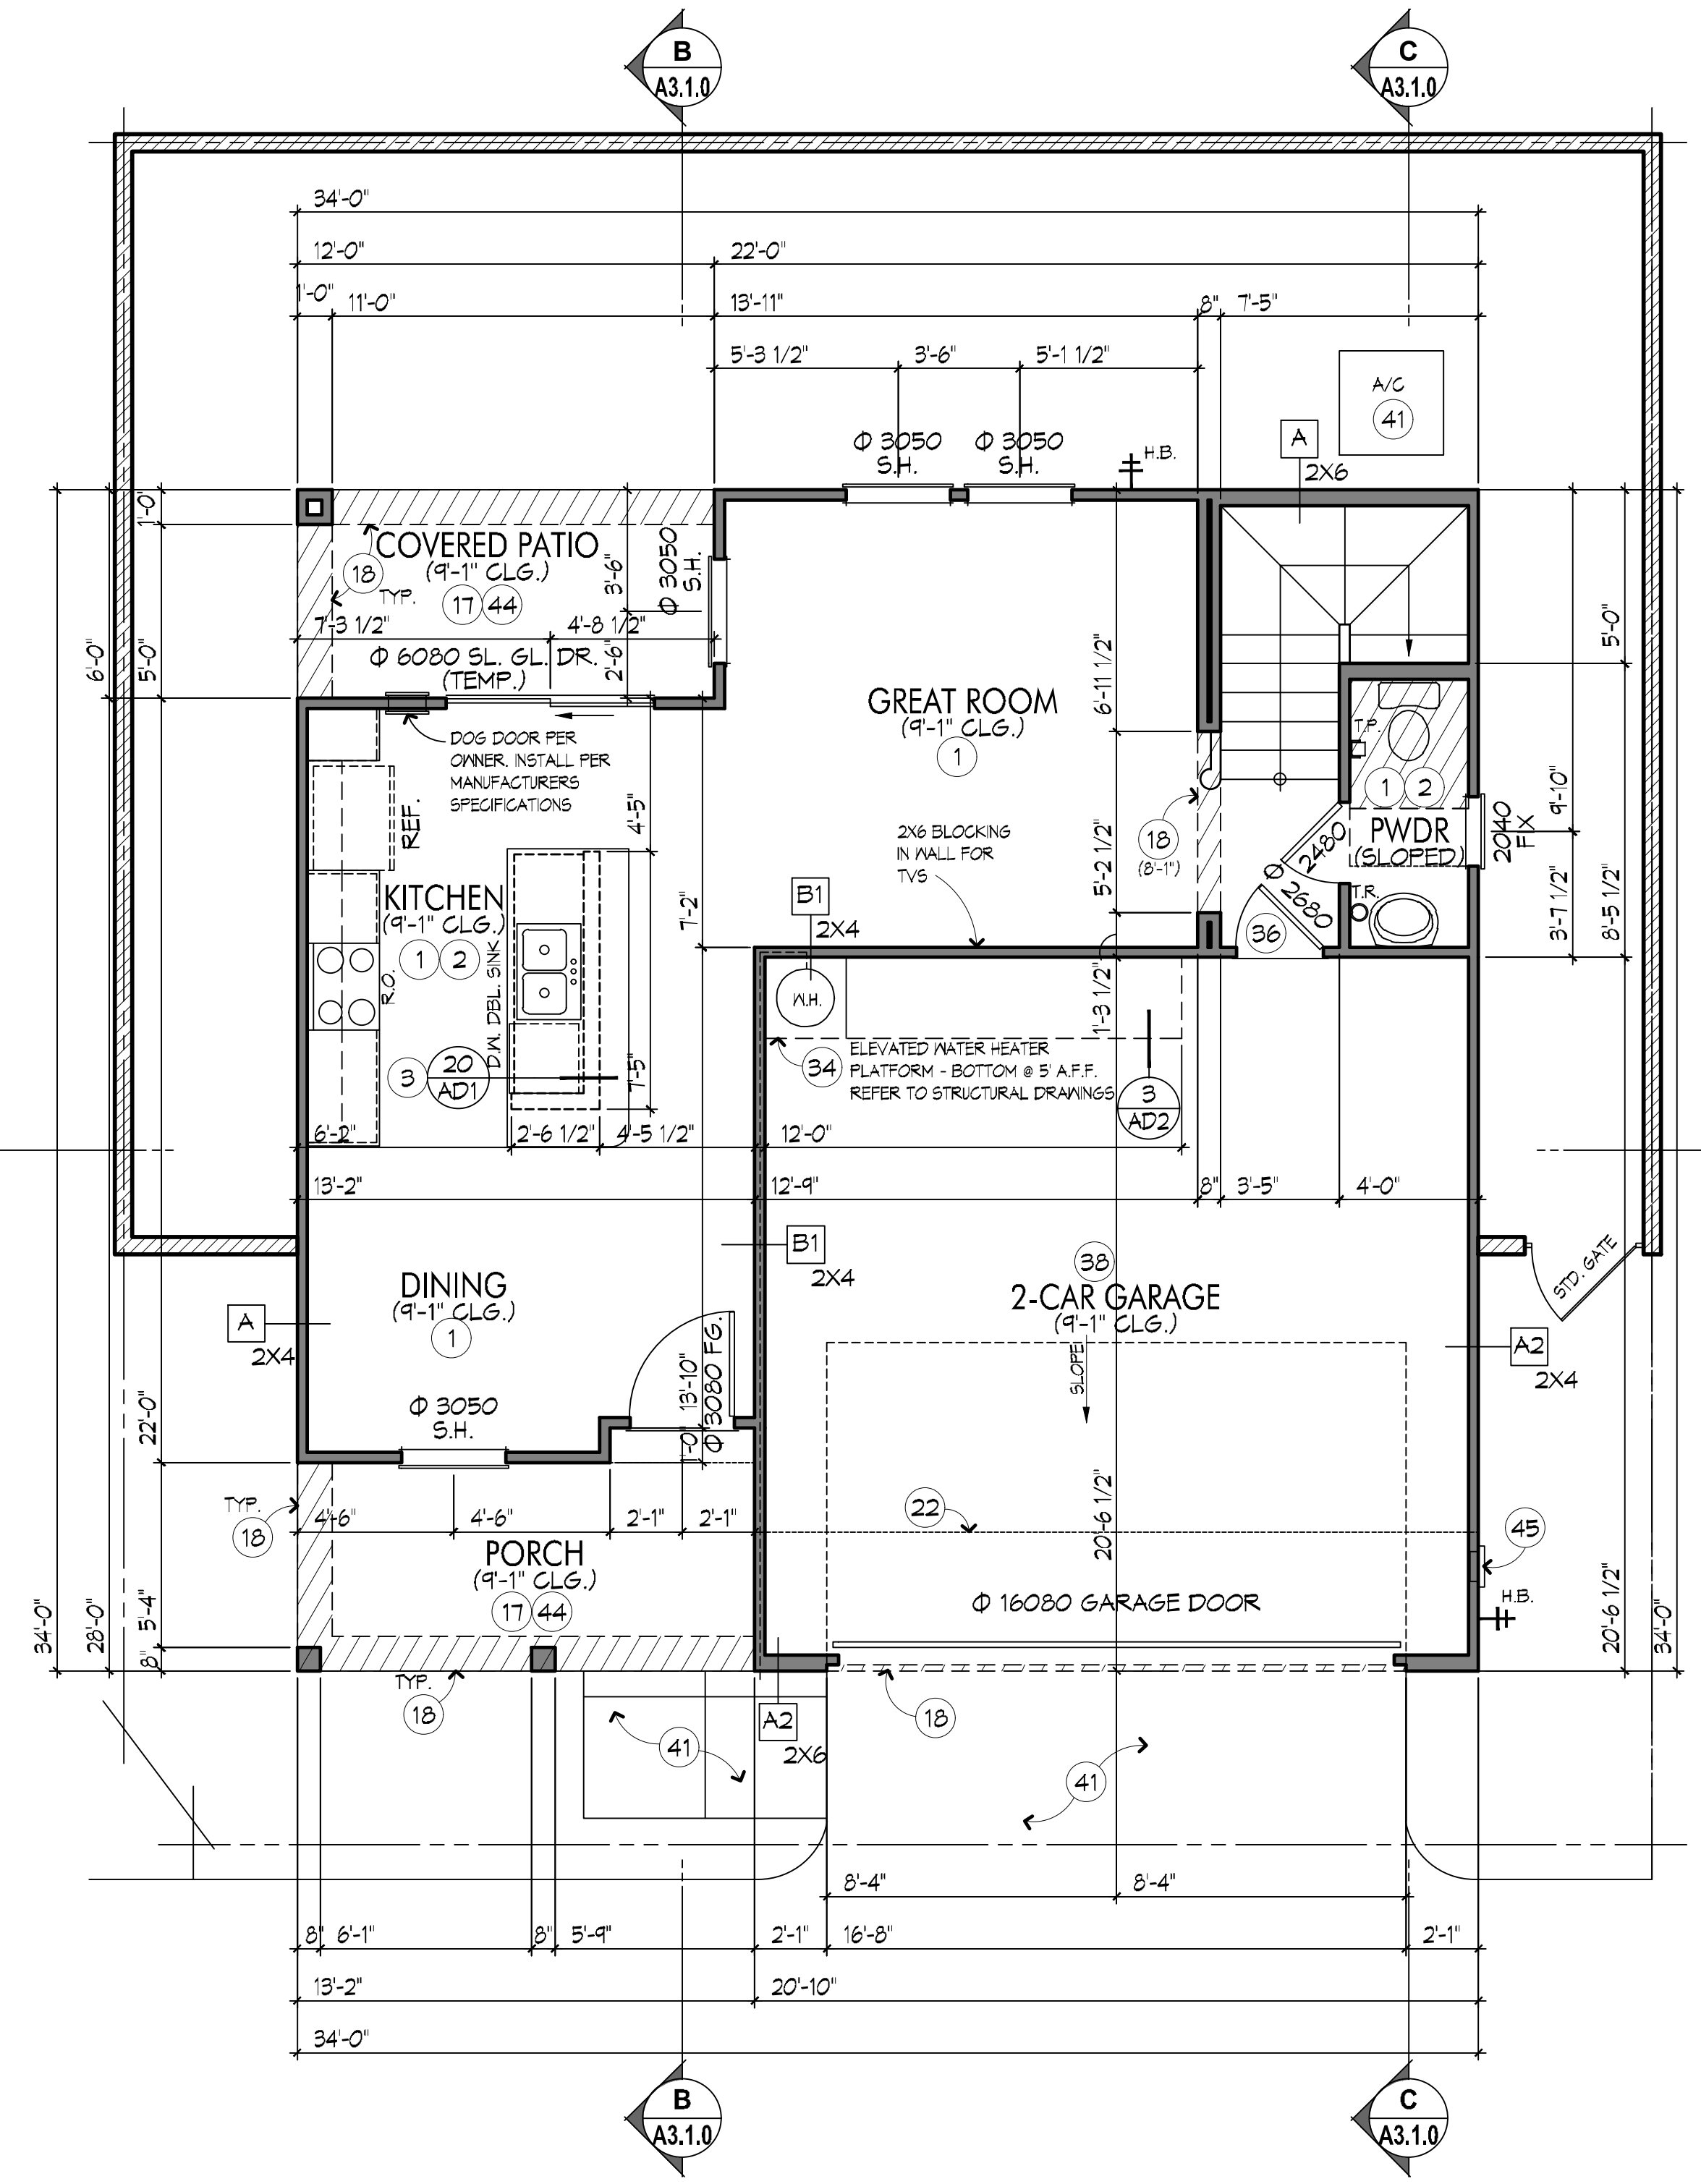 B
A3.1.0
C
A3.1.0
34'-0"
12'-0"
22'-0"
1'-0"
11'-0"
13'-11"
8"
7'-5"
5'-3 1/2"
3'-6"
5'-1 1/2"
A/C
41
Φ 3050
S.H.
Φ 3050
S.H.
H.B.
A
2X6
1'-0"
COVERED PATIO
(9'-1" CLG.)
18
TYP.
17
44
3'-6"
Φ 3050
S.H.
7'-3 1/2"
4'-8 1/2"
2'-6"
Φ 6080 SL. GL. DR.
(TEMP.)
6'-0"
5'-0"
5'-0"
6'-11 1/2"
GREAT ROOM
(9'-1" CLG.)
1
DOG DOOR PER
OWNER. INSTALL PER
MANUFACTURERS
SPECIFICATIONS
REF.
4'-5"
T.P.
1
2
PWDR
(SLOPED)
2040
FIX
9'-10"
2X6 BLOCKING
IN WALL FOR
TVS
18
(8'-1")
5'-2 1/2"
2480
Φ 2680
T.R.
36
3'-7 1/2"
8'-5 1/2"
KITCHEN
(9'-1" CLG.)
1
2
R.O.
D.W. DBL. SINK
7'-2"
B1
2X4
W.H.
1'-3 1/2"
34
ELEVATED WATER HEATER
PLATFORM - BOTTOM @ 5' A.F.F.
REFER TO STRUCTURAL DRAWINGS
3
20
AD1
7'-5"
3
AD2
6'-2"
2'-6 1/2"
4'-5 1/2"
12'-0"
13'-2"
12'-9"
8"
3'-5"
4'-0"
B1
2X4
38
2-CAR GARAGE
(9'-1" CLG.)
SLOPE
STD. GATE
DINING
(9'-1" CLG.)
1
A
2X4
A2
2X4
Φ 3050
S.H.
13'-10"
Φ 3080 FG.
1'-0"
22'-0"
TYP.
18
4'-6"
4'-6"
2'-1"
2'-1"
22
20'-6 1/2"
45
PORCH
(9'-1" CLG.)
17
44
Φ 16080 GARAGE DOOR
H.B.
34'-0"
28'-0"
5'-4"
8"
20'-6 1/2"
34'-0"
TYP.
18
A2
2X6
18
41
41
8'-4"
8'-4"
8"
6'-1"
8"
5'-9"
2'-1"
16'-8"
2'-1"
13'-2"
20'-10"
34'-0"
B
A3.1.0
C
A3.1.0